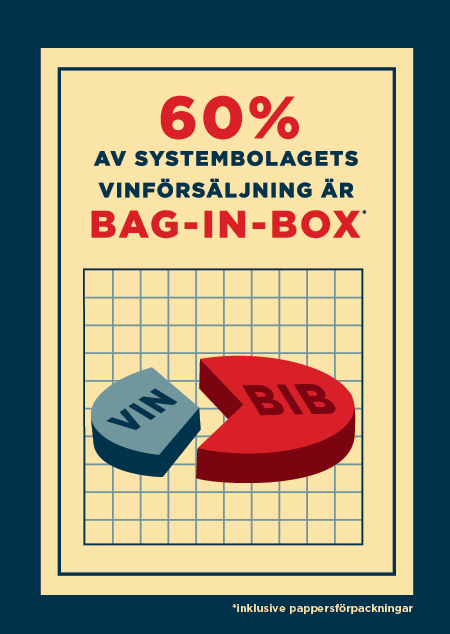 60%
AV SYSTEMBOLAGETS
VINFÖRSÄLJNING ÄR
BAG-IN-BOX*
VIN
BIB
*inklusive pappersförpackningar